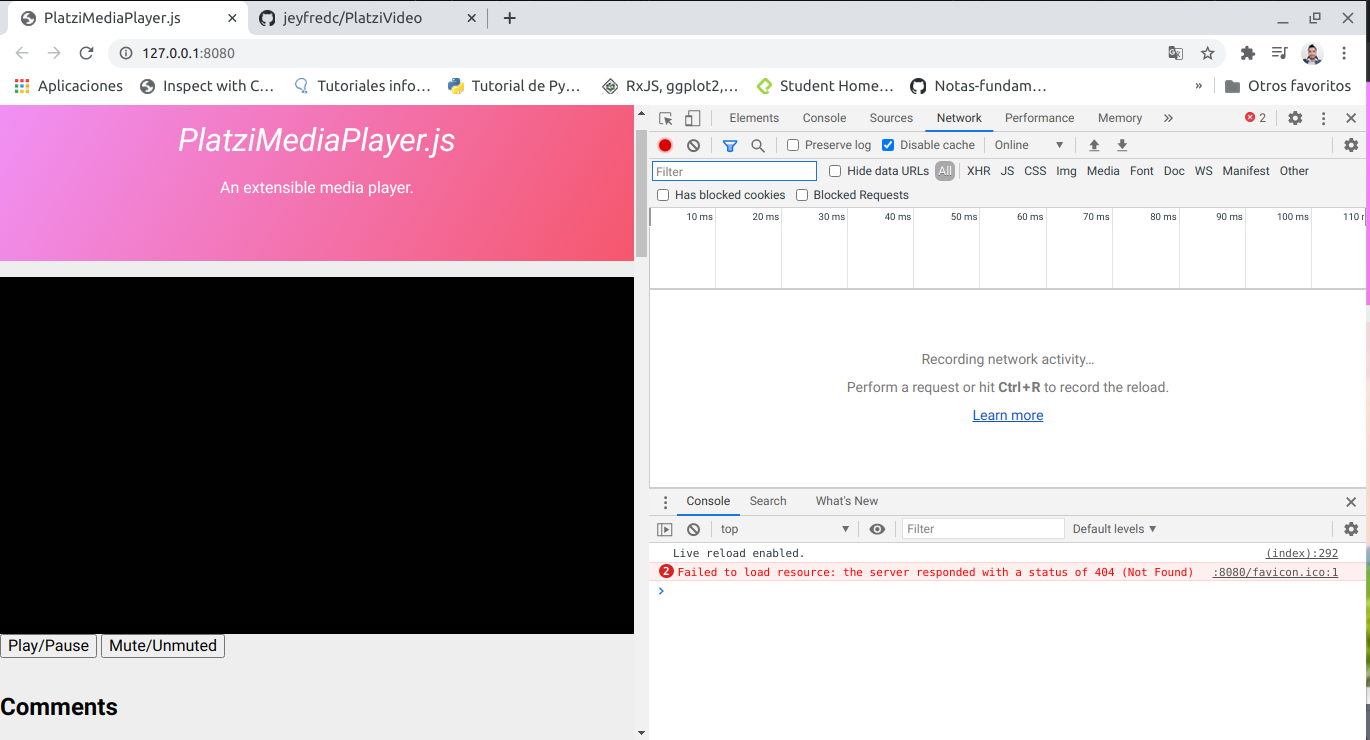 PlatziMediaPlayer.js
jeyfredc/PlatziVideo
127.0.0.1:8080
Aplicaciones
Inspect with C...
Tutoriales info...
Tutorial de Py...
RxJS, ggplot2,...
Student Home...
Notas-fundam...
»
Otros favoritos
PlatziMediaPlayer.js
An extensible media player.
Play/Pause
Mute/Unmuted
Comments
Elements Console Sources Network Performance Memory » 2
Preserve log Disable cache Online
Filter Hide data URLs All XHR JS CSS Img Media Font Doc WS Manifest Other
Has blocked cookies Blocked Requests
10 ms 20 ms 30 ms 40 ms 50 ms 60 ms 70 ms 80 ms 90 ms 100 ms 110 r
Recording network activity…
Perform a request or hit Ctrl+R to record the reload.
Learn more
Console Search What's New
top Filter Default levels
Live reload enabled. (index):292
2 Failed to load resource: the server responded with a status of 404 (Not Found) :8080/favicon.ico:1